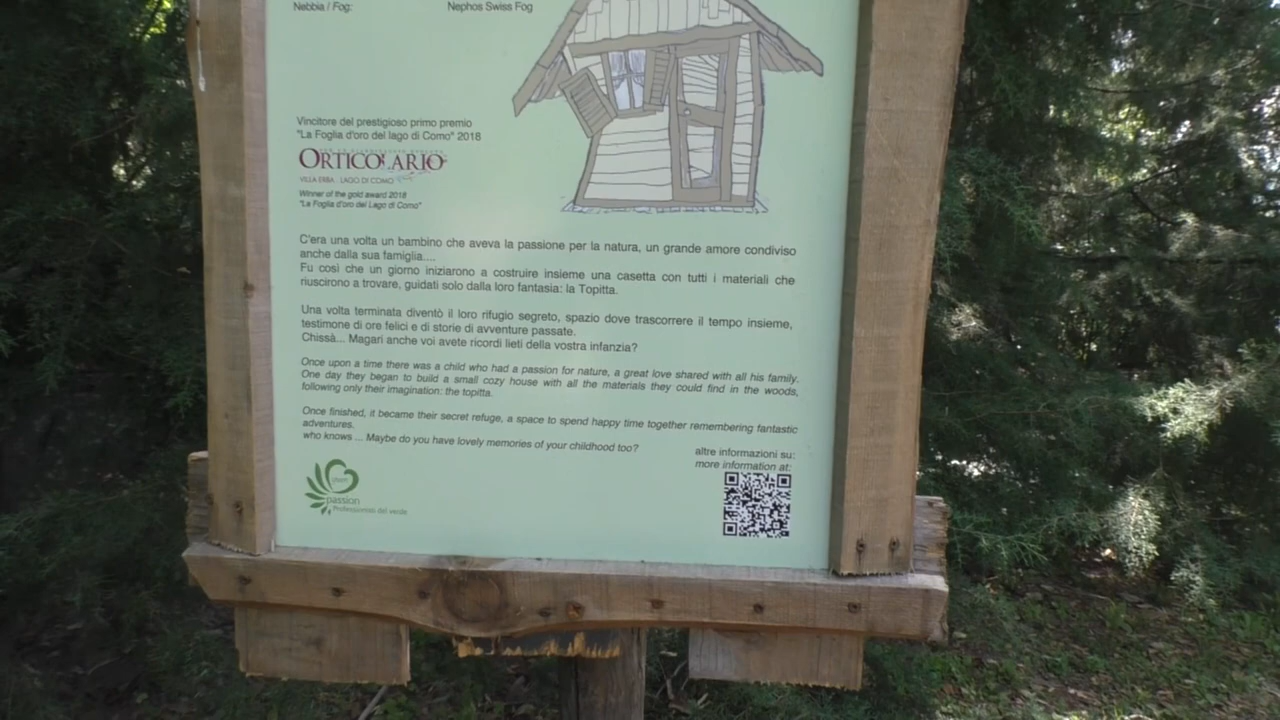 Nebbia / Fog: Nephos Swiss Fog
Vincitore del prestigioso primo premio
"La Foglia d'oro del lago di Como" 2018
ORTICOLARIO
VILLA ERBA . LAGO DI COMO
Winner of the gold award 2018
"La Foglia d'oro del Lago di Como"
C'era una volta un bambino che aveva la passione per la natura, un grande amore condiviso
anche dalla sua famiglia....
Fu così che un giorno iniziarono a costruire insieme una casetta con tutti i materiali che
riuscirono a trovare, guidati solo dalla loro fantasia: la Topitta.
Una volta terminata diventò il loro rifugio segreto, spazio dove trascorrere il tempo insieme,
testimone di ore felici e di storie di avventure passate.
Chissà... Magari anche voi avete ricordi lieti della vostra infanzia?
Once upon a time there was a child who had a passion for nature, a great love shared with all his family.
One day they began to build a small cozy house with all the materials they could find in the woods,
following only their imagination: the topitta.
Once finished, it became their secret refuge, a space to spend happy time together remembering fantastic
adventures.
who knows ... Maybe do you have lovely memories of your childhood too?
altre informazioni su:
more information at:
green
passion
Professionisti del verde